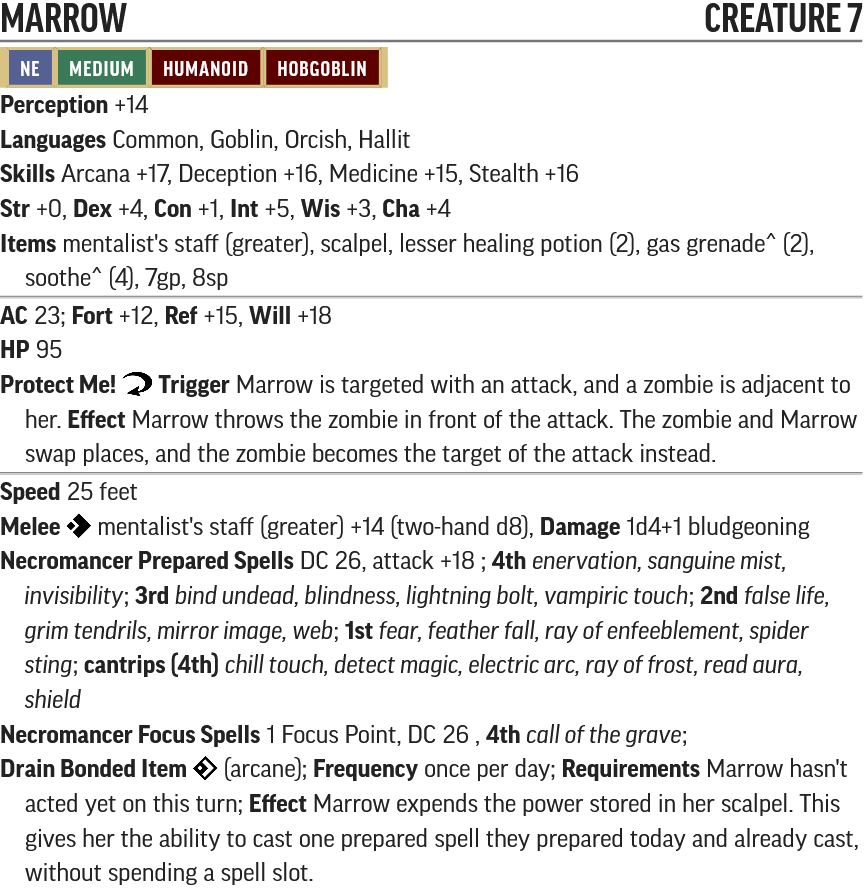 MARROW CREATURE 7
NE MEDIUM HUMANOID HOBGOBLIN
Perception +14
Languages Common, Goblin, Orcish, Hallit
Skills Arcana +17, Deception +16, Medicine +15, Stealth +16
Str +0, Dex +4, Con +1, Int +5, Wis +3, Cha +4
Items mentalist's staff (greater), scalpel, lesser healing potion (2), gas grenade^ (2),
soothe^ (4), 7gp, 8sp
AC 23; Fort +12, Ref +15, Will +18
HP 95
Protect Me! Trigger Marrow is targeted with an attack, and a zombie is adjacent to
her. Effect Marrow throws the zombie in front of the attack. The zombie and Marrow
swap places, and the zombie becomes the target of the attack instead.
Speed 25 feet
Melee mentalist's staff (greater) +14 (two-hand d8), Damage 1d4+1 bludgeoning
Necromancer Prepared Spells DC 26, attack +18 ; 4th enervation, sanguine mist,
invisibility; 3rd bind undead, blindness, lightning bolt, vampiric touch; 2nd false life,
grim tendrils, mirror image, web; 1st fear, feather fall, ray of enfeeblement, spider
sting; cantrips (4th) chill touch, detect magic, electric arc, ray of frost, read aura,
shield
Necromancer Focus Spells 1 Focus Point, DC 26 , 4th call of the grave;
Drain Bonded Item (arcane); Frequency once per day; Requirements Marrow hasn't
acted yet on this turn; Effect Marrow expends the power stored in her scalpel. This
gives her the ability to cast one prepared spell they prepared today and already cast,
without spending a spell slot.